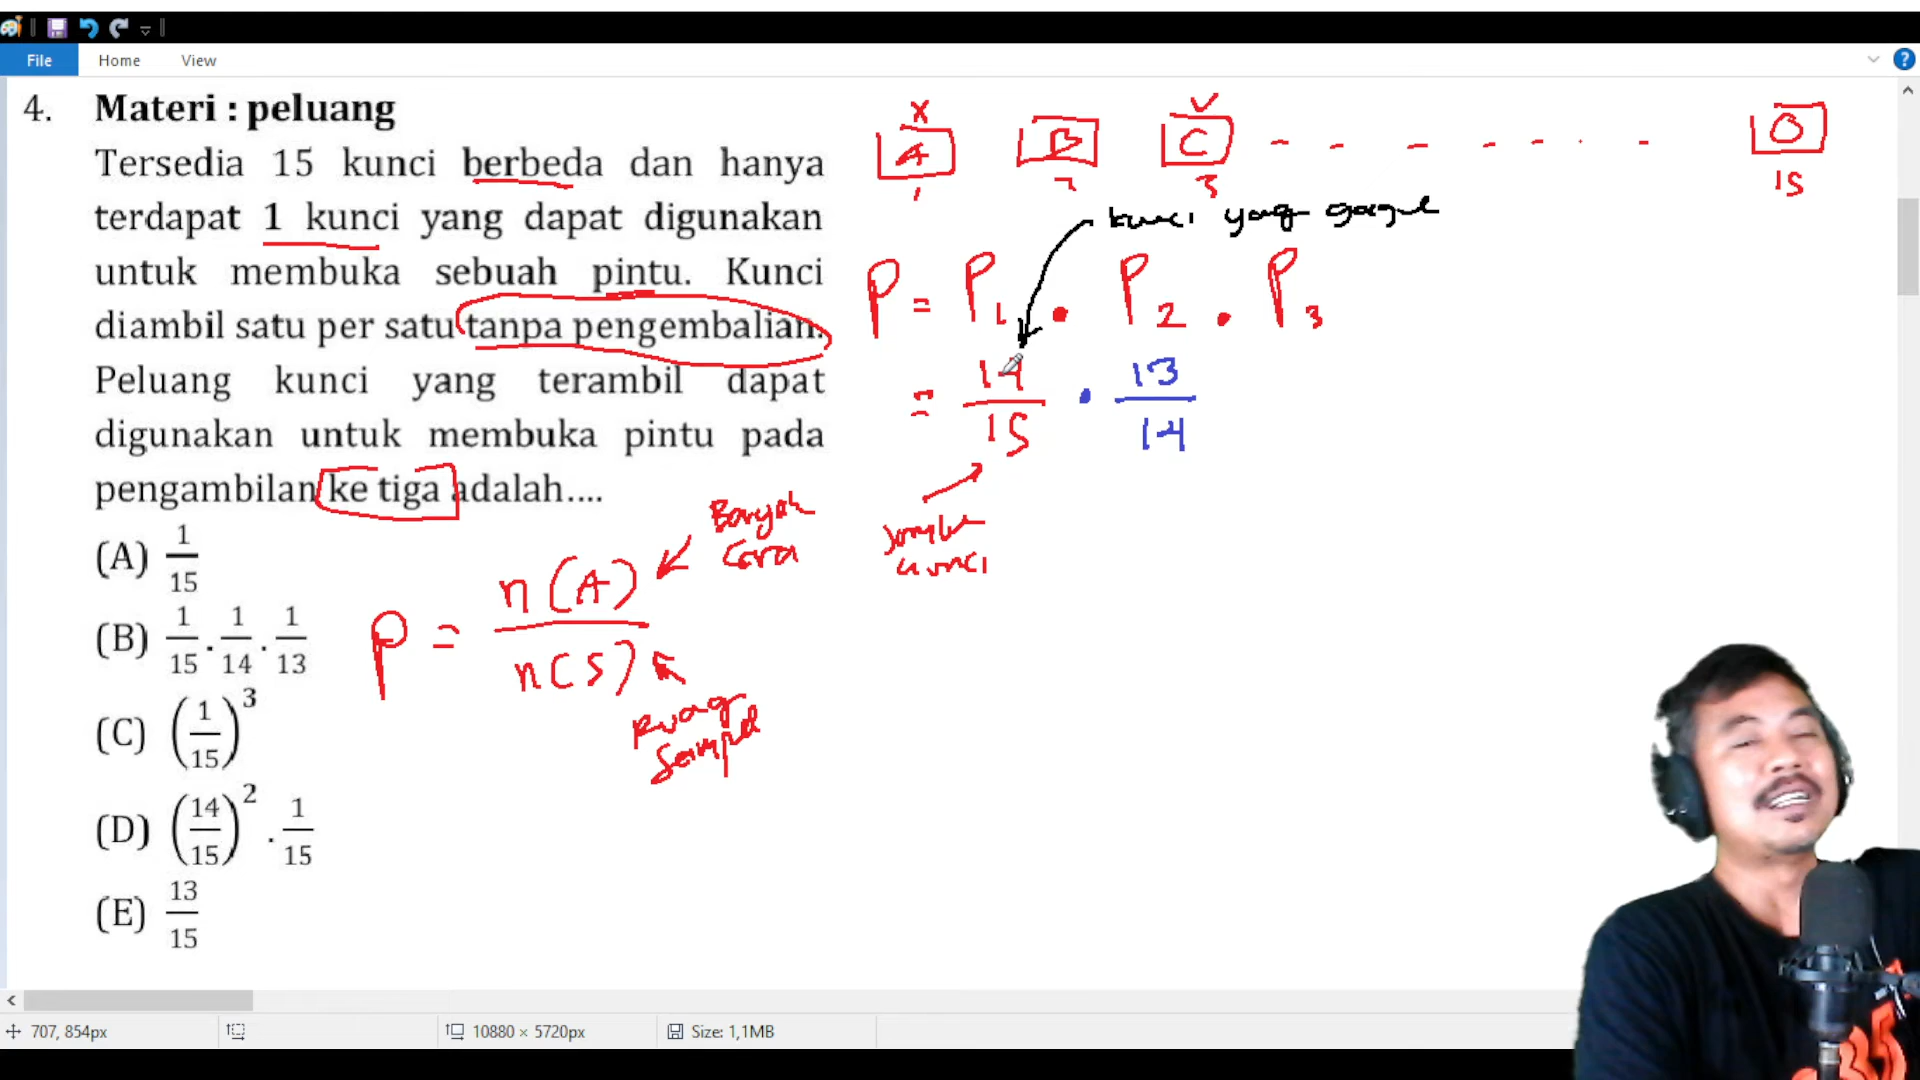 File Home View
4. Materi : peluang
Tersedia 15 kunci berbeda dan hanya
terdapat 1 kunci yang dapat digunakan
untuk membuka sebuah pintu. Kunci
diambil satu per satu tanpa pengembalian.
Peluang kunci yang terambil dapat
digunakan untuk membuka pintu pada
pengambilan ke tiga adalah....
(A) 1/15
(B) 1/15 . 1/14 . 1/13
(C) (1/15)^3
(D) (14/15)^2 . 1/15
(E) 13/15
P = n(A) / n(S)
Banyak
cara
Ruang
Sampel
X V
A B C - - - - - - - O
1 2 3 15
kunci yang gagal
P = P1 . P2 . P3
= 14/15 . 13/14
Jumlah
kunci
707, 854px 10880 × 5720px Size: 1,1MB